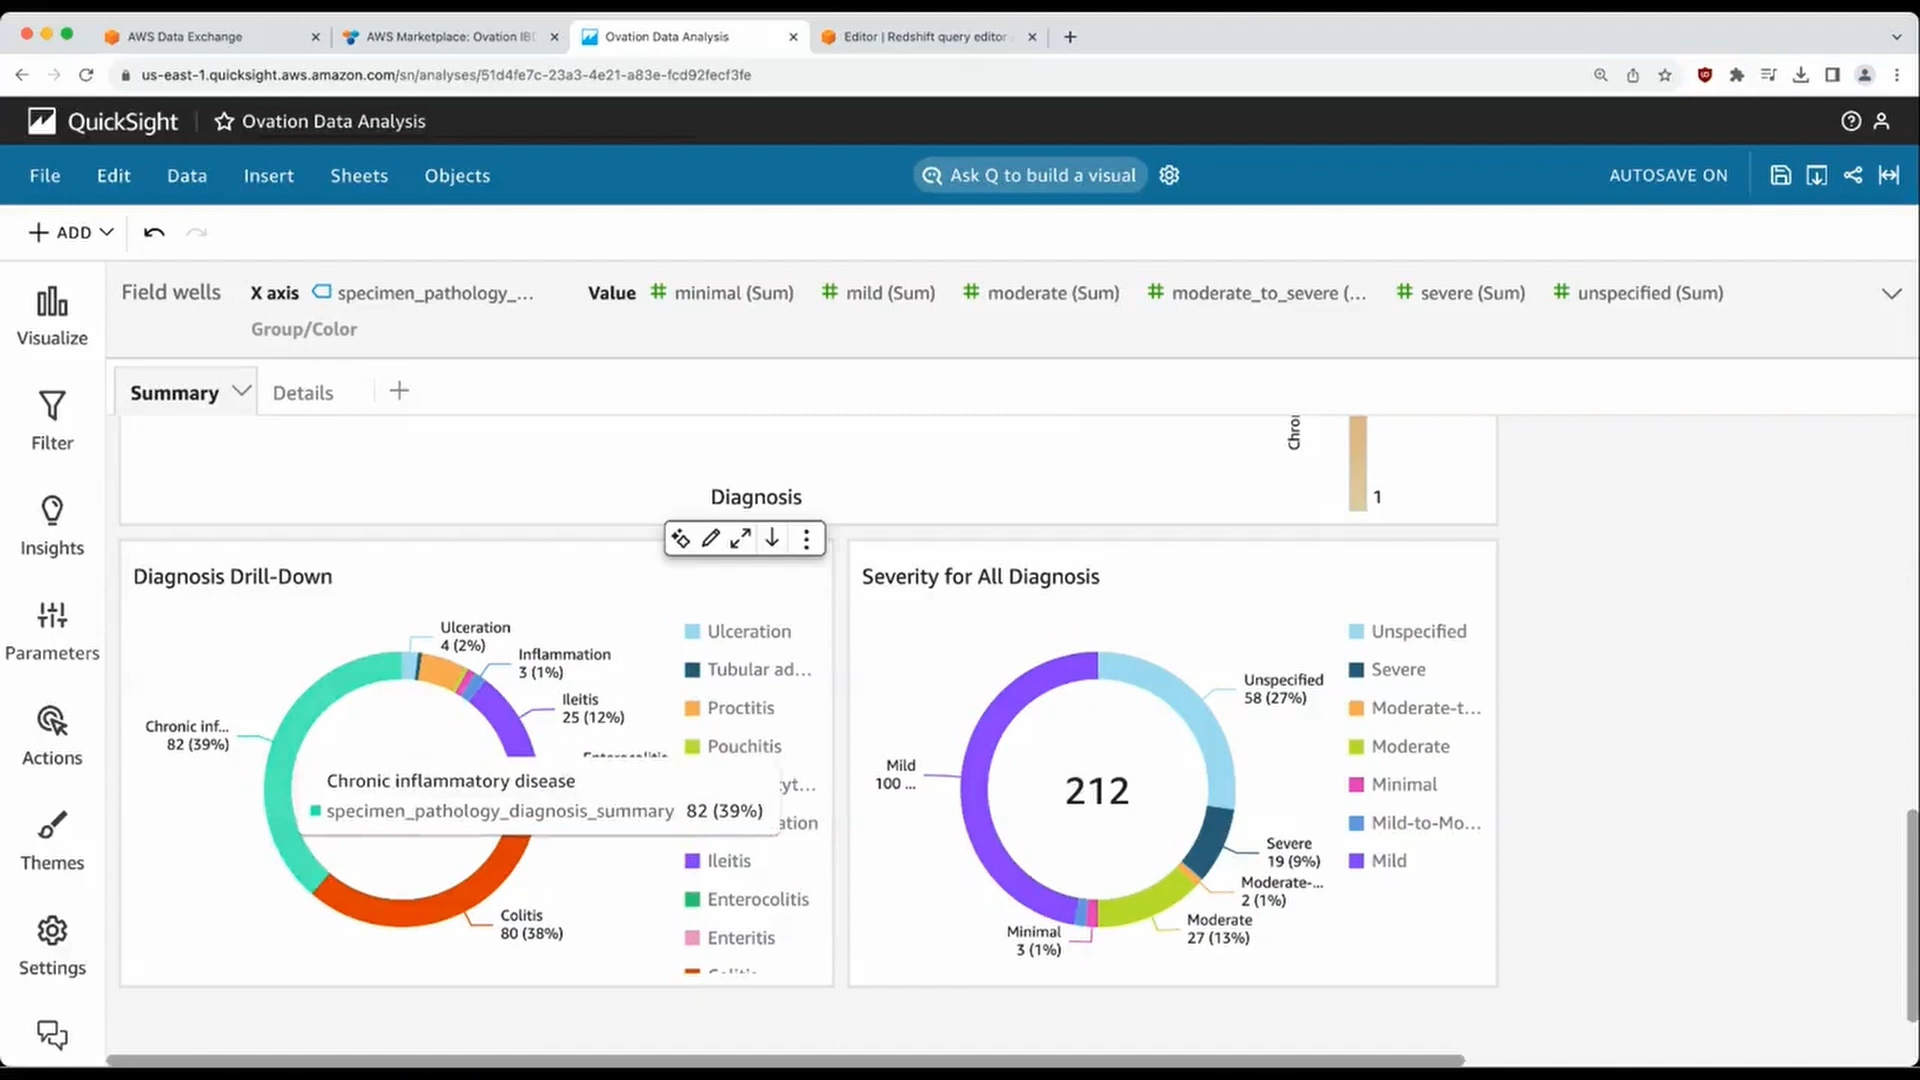 AWS Data Exchange
AWS Marketplace: Ovation IBD
Ovation Data Analysis
Editor | Redshift query editor
us-east-1.quicksight.aws.amazon.com/sn/analyses/51d4fe7c-23a3-4e21-a83e-fcd92fecf3fe
QuickSight
Ovation Data Analysis
File Edit Data Insert Sheets Objects
Ask Q to build a visual
AUTOSAVE ON
ADD
Field wells
X axis specimen_pathology_...
Value minimal (Sum) mild (Sum) moderate (Sum) moderate_to_severe (... severe (Sum) unspecified (Sum)
Group/Color
Visualize
Filter
Insights
Parameters
Actions
Themes
Settings
Summary
Details
Chro
Diagnosis
1
Diagnosis Drill-Down
Ulceration
4 (2%)
Inflammation
3 (1%)
Ileitis
25 (12%)
Enterocolitis
Chronic inf...
82 (39%)
Chronic inflammatory disease
specimen_pathology_diagnosis_summary 82 (39%)
Colitis
80 (38%)
Ulceration
Tubular ad...
Proctitis
Pouchitis
yt...
ation
Ileitis
Enterocolitis
Enteritis
Colitis
Severity for All Diagnosis
Unspecified
58 (27%)
Mild
100 ...
212
Severe
19 (9%)
Moderate-...
2 (1%)
Moderate
27 (13%)
Minimal
3 (1%)
Unspecified
Severe
Moderate-t...
Moderate
Minimal
Mild-to-Mo...
Mild